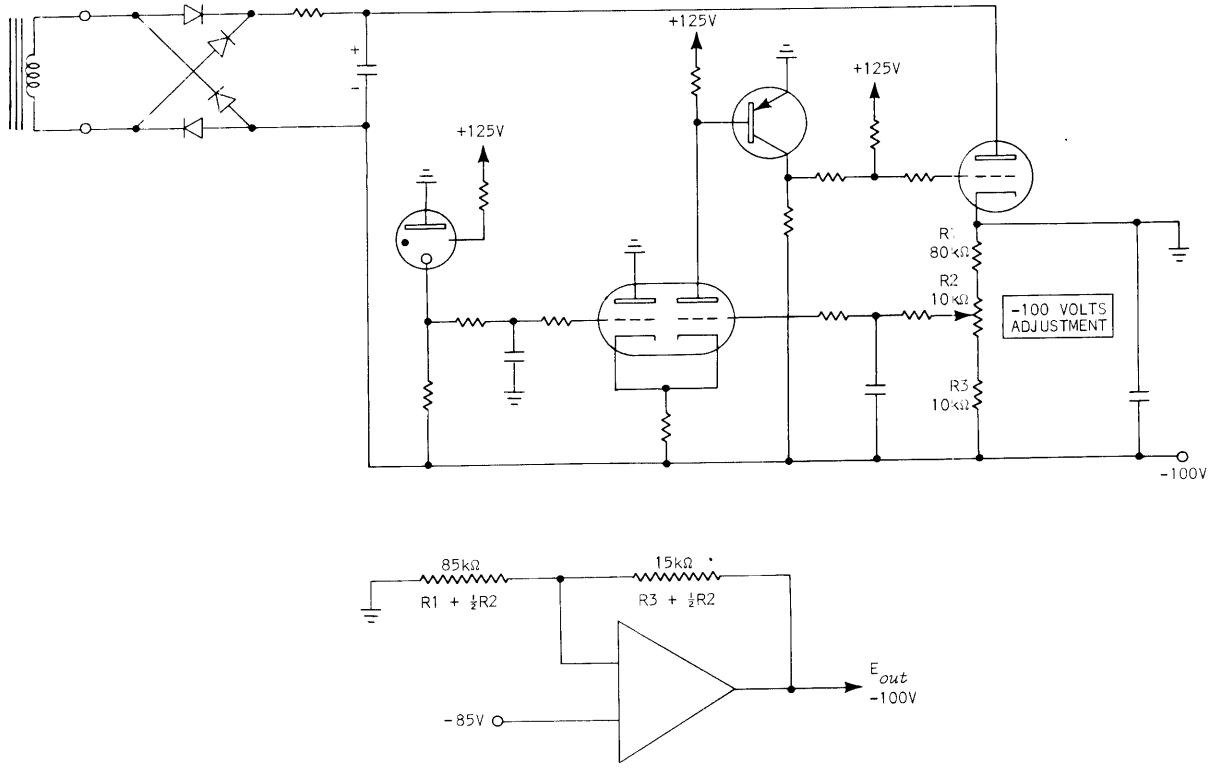 +125V
+125V
+125V
+
-
R1
80kΩ
R2
10kΩ
-100 VOLTS
ADJUSTMENT
R3
10kΩ
-100V
85kΩ
R1 + ½R2
15kΩ
R3 + ½R2
E_out
-100V
-85V